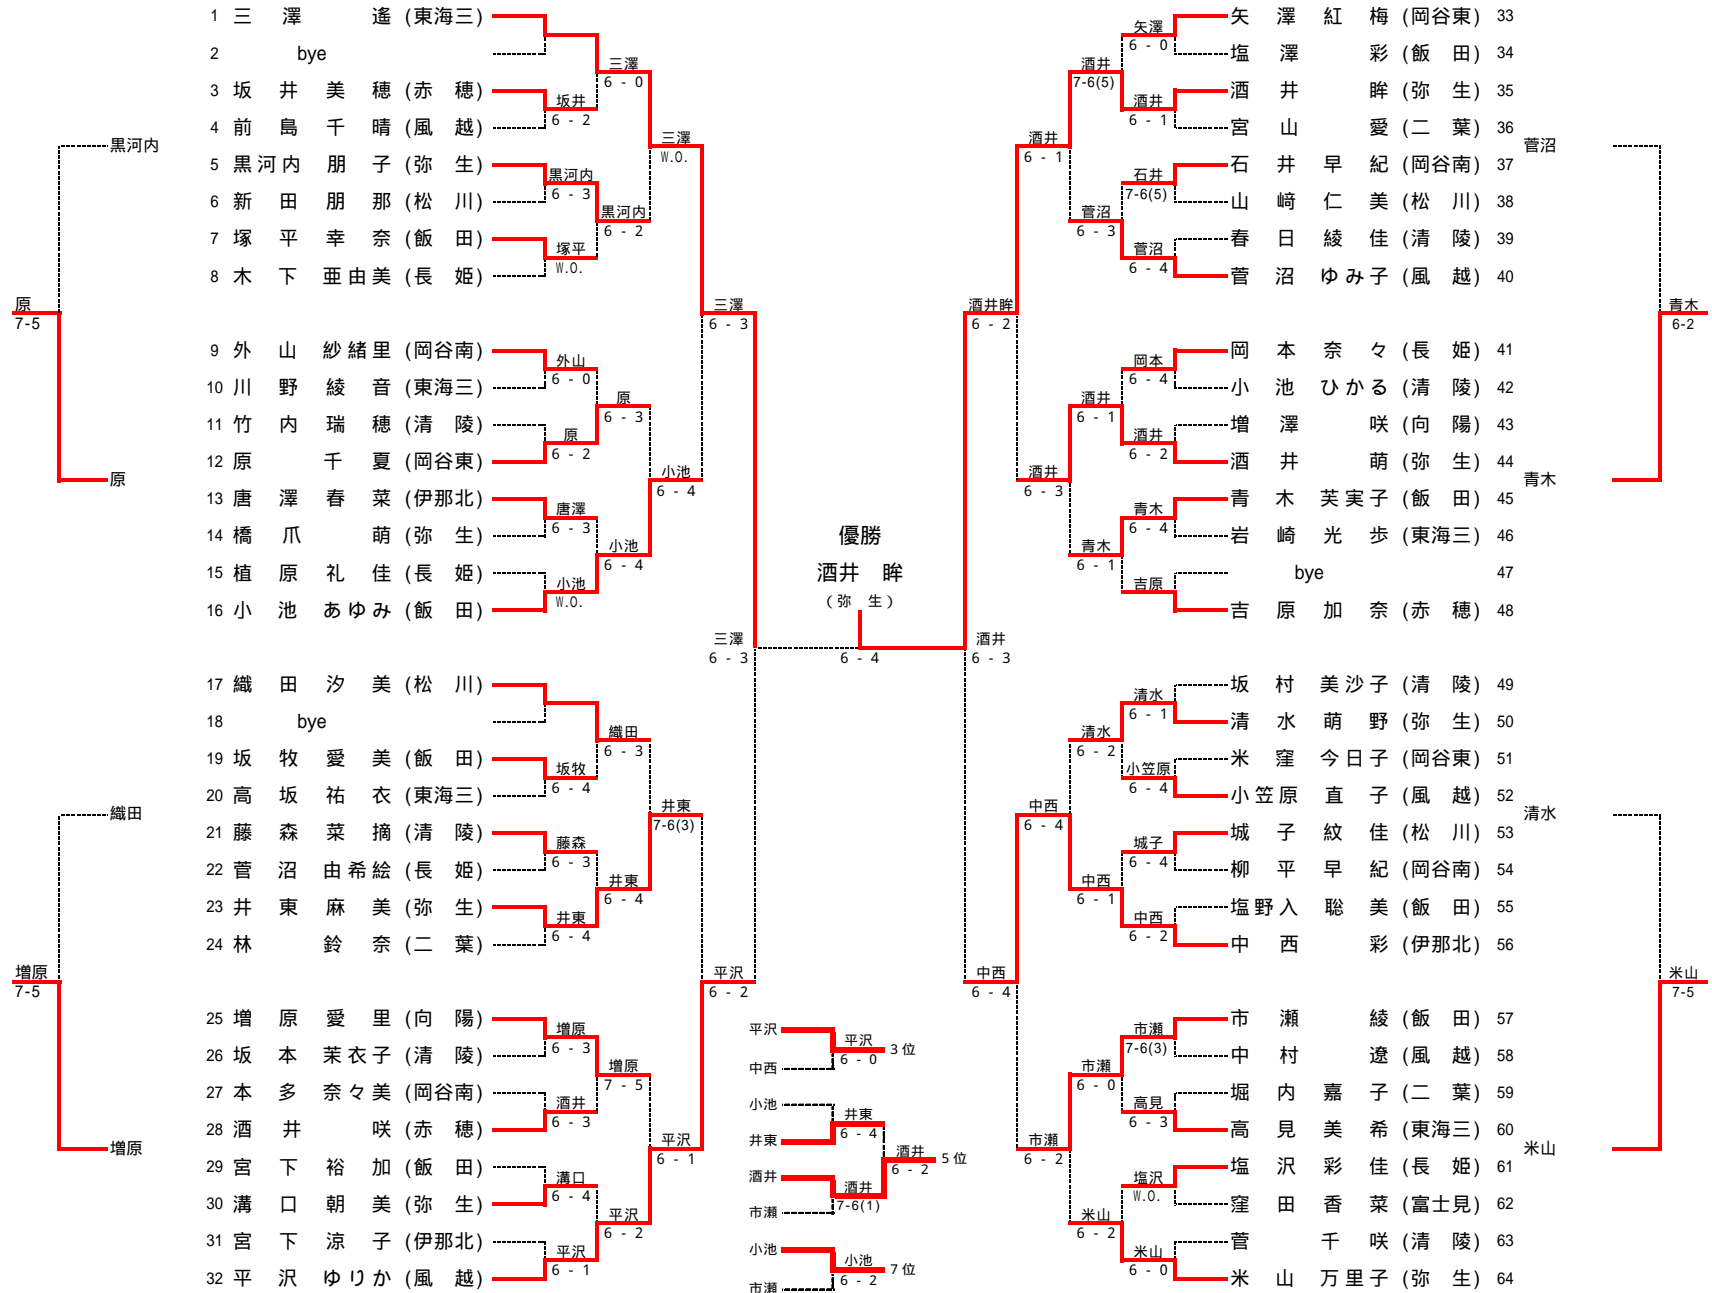 1 三澤 遙 (東海三)
2 bye
3 坂井美穂 (赤穂)
4 前島千晴 (風越)
5 黒河内朋子 (弥生)
6 新田朋那 (松川)
7 塚平幸奈 (飯田)
8 木下亜由美 (長姫)
9 外山紗緒里 (岡谷南)
10 川野綾音 (東海三)
11 竹内瑞穂 (清陵)
12 原 千夏 (岡谷東)
13 唐澤春菜 (伊那北)
14 橋爪 萌 (弥生)
15 植原礼佳 (長姫)
16 小池あゆみ (飯田)
17 織田汐美 (松川)
18 bye
19 坂牧愛美 (飯田)
20 高坂祐衣 (東海三)
21 藤森菜摘 (清陵)
22 菅沼由希絵 (長姫)
23 井東麻美 (弥生)
24 林 鈴奈 (二葉)
25 増原愛里 (向陽)
26 坂本茉衣子 (清陵)
27 本多奈々美 (岡谷南)
28 酒井 咲 (赤穂)
29 宮下裕加 (飯田)
30 溝口朝美 (弥生)
31 宮下涼子 (伊那北)
32 平沢ゆりか (風越)
黒河内
原
7-5
原
織田
増原
7-5
増原
坂井
6 - 2
黒河内
6 - 3
塚平
W.O.
外山
6 - 0
原
6 - 2
唐澤
6 - 3
小池
W.O.
坂牧
6 - 4
藤森
6 - 3
井東
6 - 4
増原
6 - 3
酒井
6 - 3
溝口
6 - 4
平沢
6 - 1
三澤
6 - 0
黒河内
6 - 2
原
6 - 3
小池
6 - 4
織田
6 - 3
井東
6 - 4
増原
7 - 5
平沢
6 - 2
三澤
W.O.
小池
6 - 4
井東
7-6(3)
平沢
6 - 1
三澤
6 - 3
平沢
6 - 2
三澤
6 - 3
優勝
酒井 眸
(弥生)
6 - 4
酒井
6 - 3
酒井眸
6 - 2
中西
6 - 4
酒井
6 - 1
酒井
6 - 3
中西
6 - 4
市瀬
6 - 2
酒井
7-6(5)
菅沼
6 - 3
酒井
6 - 1
青木
6 - 1
清水
6 - 2
中西
6 - 1
市瀬
6 - 0
米山
6 - 2
矢澤
6 - 0
酒井
6 - 1
石井
7-6(5)
菅沼
6 - 4
岡本
6 - 4
酒井
6 - 2
青木
6 - 4
吉原
清水
6 - 1
小笠原
6 - 4
城子
6 - 4
中西
6 - 2
市瀬
7-6(3)
高見
6 - 3
塩沢
W.O.
米山
6 - 0
矢澤紅梅 (岡谷東) 33
塩澤 彩 (飯田) 34
酒井 眸 (弥生) 35
宮山 愛 (二葉) 36
石井早紀 (岡谷南) 37
山﨑仁美 (松川) 38
春日綾佳 (清陵) 39
菅沼ゆみ子 (風越) 40
岡本奈々 (長姫) 41
小池ひかる (清陵) 42
増澤 咲 (向陽) 43
酒井 萌 (弥生) 44
青木芙実子 (飯田) 45
岩崎光歩 (東海三) 46
bye 47
吉原加奈 (赤穂) 48
坂村美沙子 (清陵) 49
清水萌野 (弥生) 50
米窪今日子 (岡谷東) 51
小笠原直子 (風越) 52
城子紋佳 (松川) 53
柳平早紀 (岡谷南) 54
塩野入聡美 (飯田) 55
中西 彩 (伊那北) 56
市瀬 綾 (飯田) 57
中村 遼 (風越) 58
堀内嘉子 (二葉) 59
高見美希 (東海三) 60
塩沢彩佳 (長姫) 61
窪田香菜 (富士見) 62
菅 千咲 (清陵) 63
米山万里子 (弥生) 64
菅沼
青木
6-2
青木
清水
米山
7-5
米山
平沢
中西
平沢
6 - 0
3位
小池
井東
井東
6 - 4
酒井
市瀬
酒井
7-6(1)
酒井
6 - 2
5位
小池
市瀬
小池
6 - 2
7位